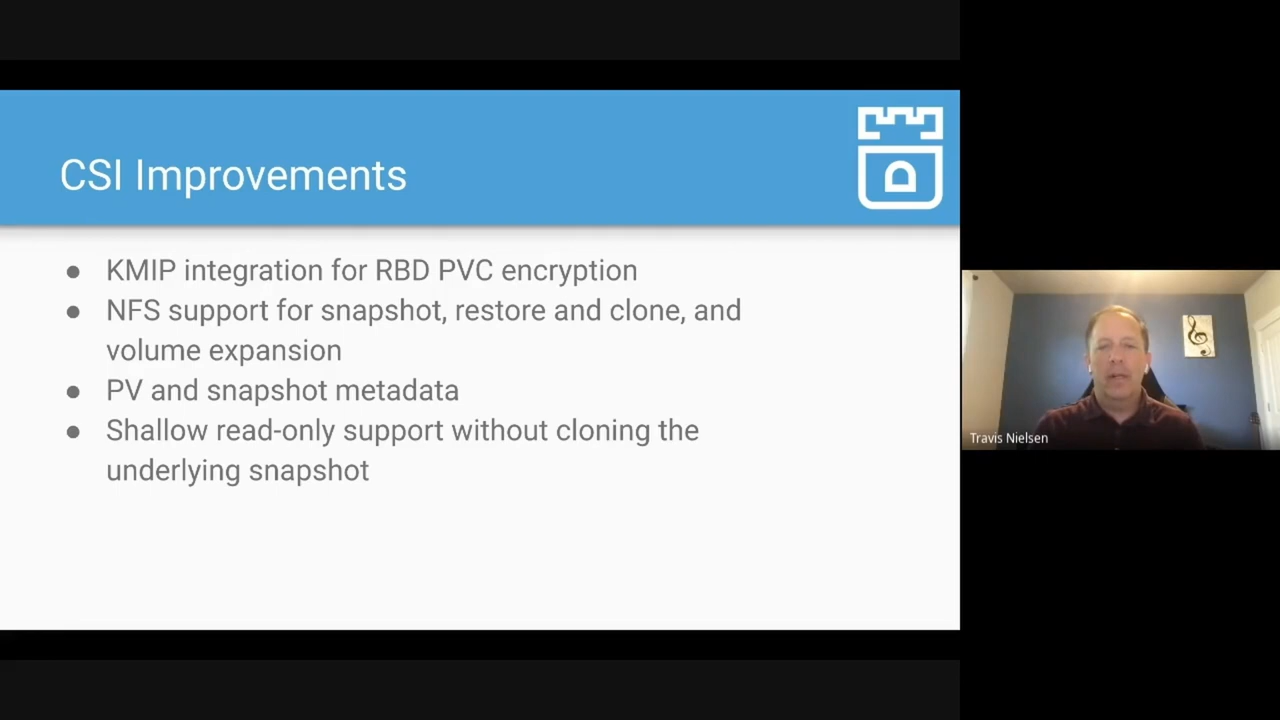 CSI Improvements
● KMIP integration for RBD PVC encryption
● NFS support for snapshot, restore and clone, and
volume expansion
● PV and snapshot metadata
● Shallow read-only support without cloning the
underlying snapshot
Travis Nielsen